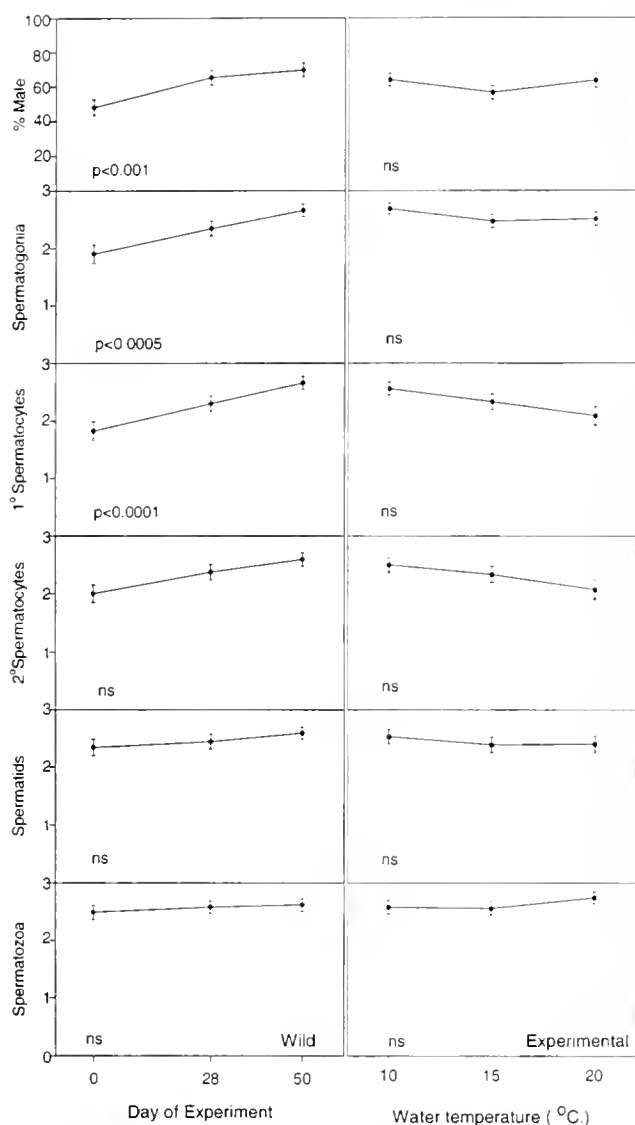 100
80
60
40
20
% Male
p<0.001
ns
3
2
1
Spermatogonia
p<0 0005
ns
3
2
1
1° Spermatocytes
p<0.0001
ns
3
2
1
2°Spermatocytes
ns
ns
3
2
1
Spermatids
ns
ns
3
2
1
0
Spermatozoa
ns Wild
ns Experimental
0 28 50
10 15 20
Day of Experiment
Water temperature ( °C.)